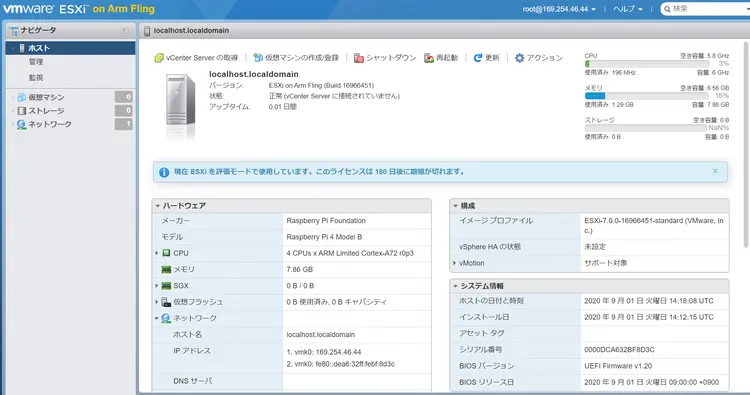 vmware ESXi™ on Arm Fling
root@169.254.46.44
ヘルプ
検索
ナビゲータ
ホスト
管理
監視
仮想マシン 0
ストレージ 0
ネットワーク 1
localhost.localdomain
vCenter Server の取得
仮想マシンの作成/登録
シャットダウン
再起動
更新
アクション
localhost.localdomain
バージョン: ESXi on Arm Fling (Build 16966451)
状態: 正常 (vCenter Server に接続されていません)
アップタイム: 0.01 日間
CPU 空き容量: 5.8 GHz
3%
使用済み: 196 MHz 容量: 6 GHz
メモリ 空き容量: 6.56 GB
16%
使用済み: 1.29 GB 容量: 7.86 GB
ストレージ 空き容量: 0 B
NaN%
使用済み: 0 B 容量: 0 B
現在 ESXi を評価モードで使用しています。このライセンスは 180 日後に期限が切れます。
ハードウェア
メーカー Raspberry Pi Foundation
モデル Raspberry Pi 4 Model B
CPU 4 CPUs x ARM Limited Cortex-A72 r0p3
メモリ 7.86 GB
SGX 0 B / 0 B
仮想フラッシュ 0 B 使用済み, 0 B キャパシティ
ネットワーク
ホスト名 localhost.localdomain
IP アドレス 1. vmk0: 169.254.46.44
2. vmk0: fe80::dea6:32ff:febf:8d3c
DNS サーバ
構成
イメージ プロファイル ESXi-7.0.0-16966451-standard (VMware, In
c.)
vSphere HA の状態 未設定
vMotion サポート対象
システム情報
ホストの日付と時刻 2020 年 9月 01 日 火曜日 14:18:08 UTC
インストール日 2020 年 9月 01 日 火曜日 14:12:15 UTC
アセット タグ
シリアル番号 0000DCA632BF8D3C
BIOS バージョン UEFI Firmware v1.20
BIOS リリース日 2020 年 9月 01 日 火曜日 09:00:00 +0900